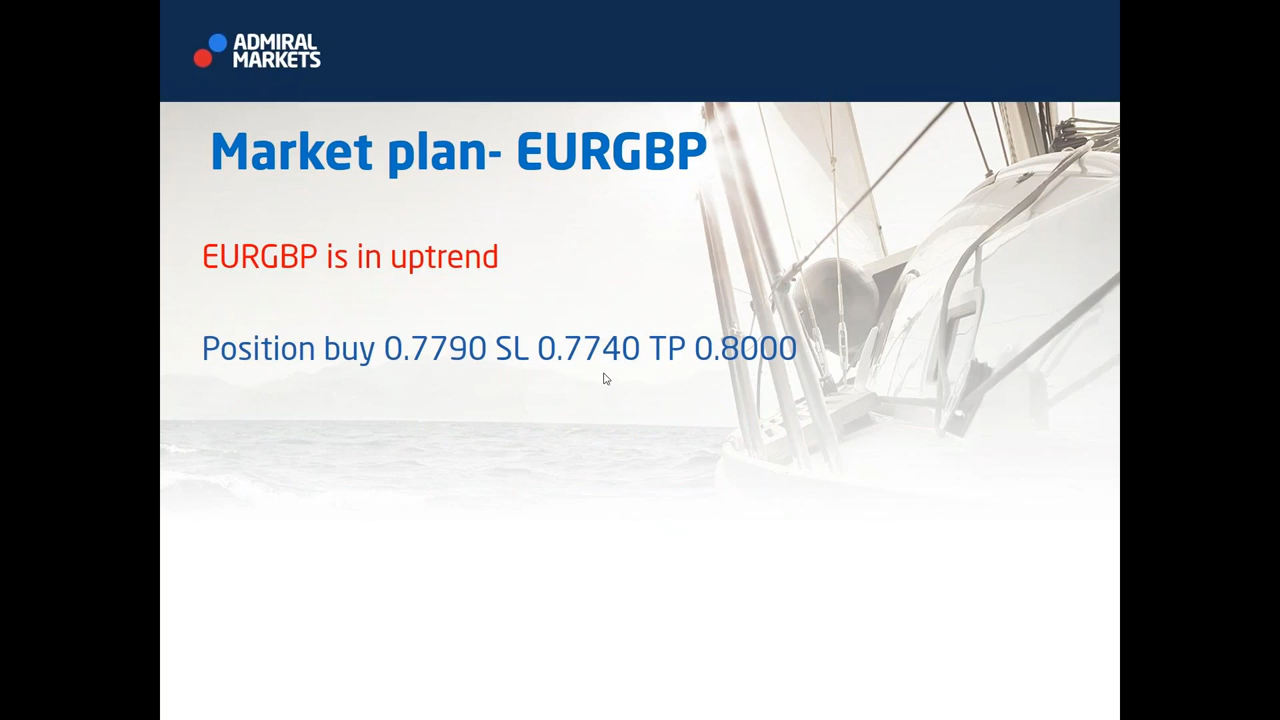 ADMIRAL
MARKETS
Market plan- EURGBP
EURGBP is in uptrend
Position buy 0.7790 SL 0.7740 TP 0.8000